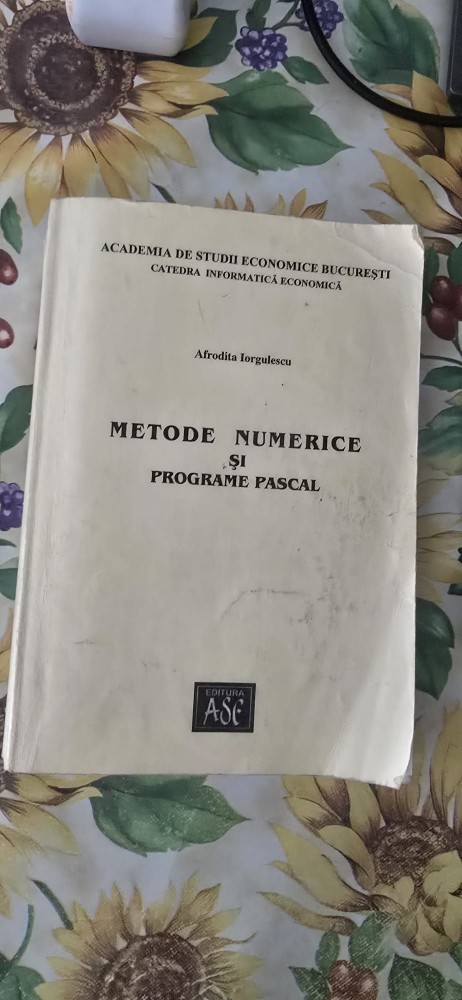 ACADEMIA DE STUDII ECONOMICE BUCUREŞTI
CATEDRA INFORMATICĂ ECONOMICĂ
Afrodita Iorgulescu
METODE NUMERICE
ŞI
PROGRAME PASCAL
EDITURA
ASE